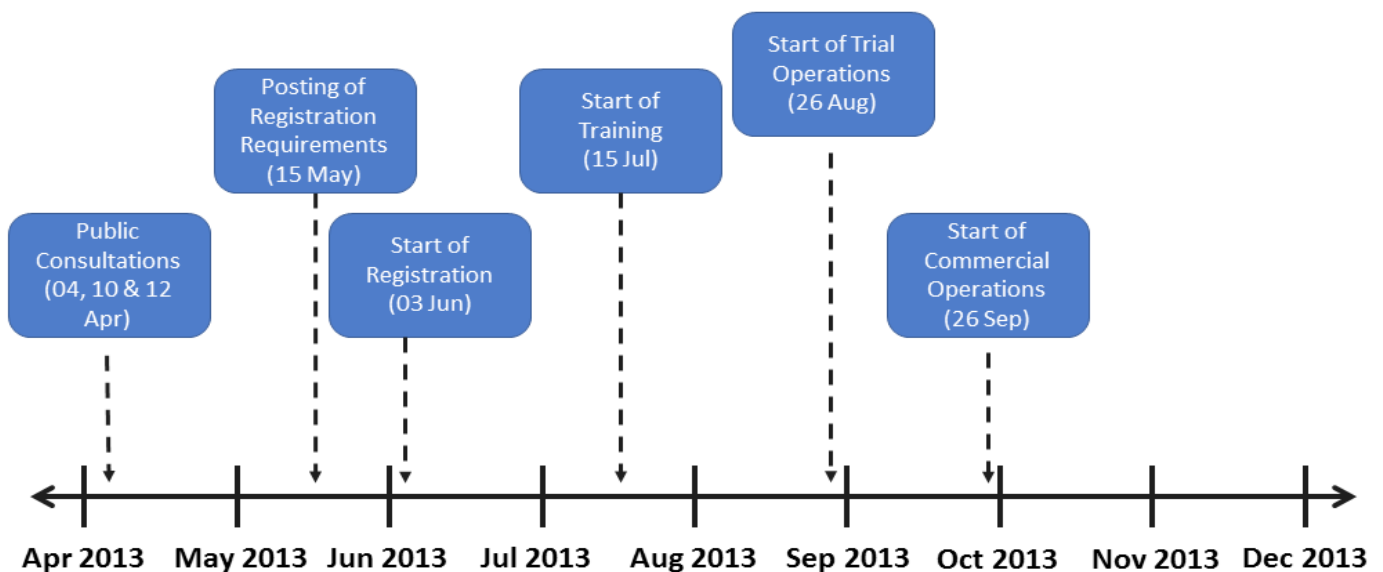 Public
Consultations
(04, 10 & 12
Apr)
Posting of
Registration
Requirements
(15 May)
Start of
Registration
(03 Jun)
Start of
Training
(15 Jul)
Start of Trial
Operations
(26 Aug)
Start of
Commercial
Operations
(26 Sep)
Apr 2013
May 2013
Jun 2013
Jul 2013
Aug 2013
Sep 2013
Oct 2013
Nov 2013
Dec 2013